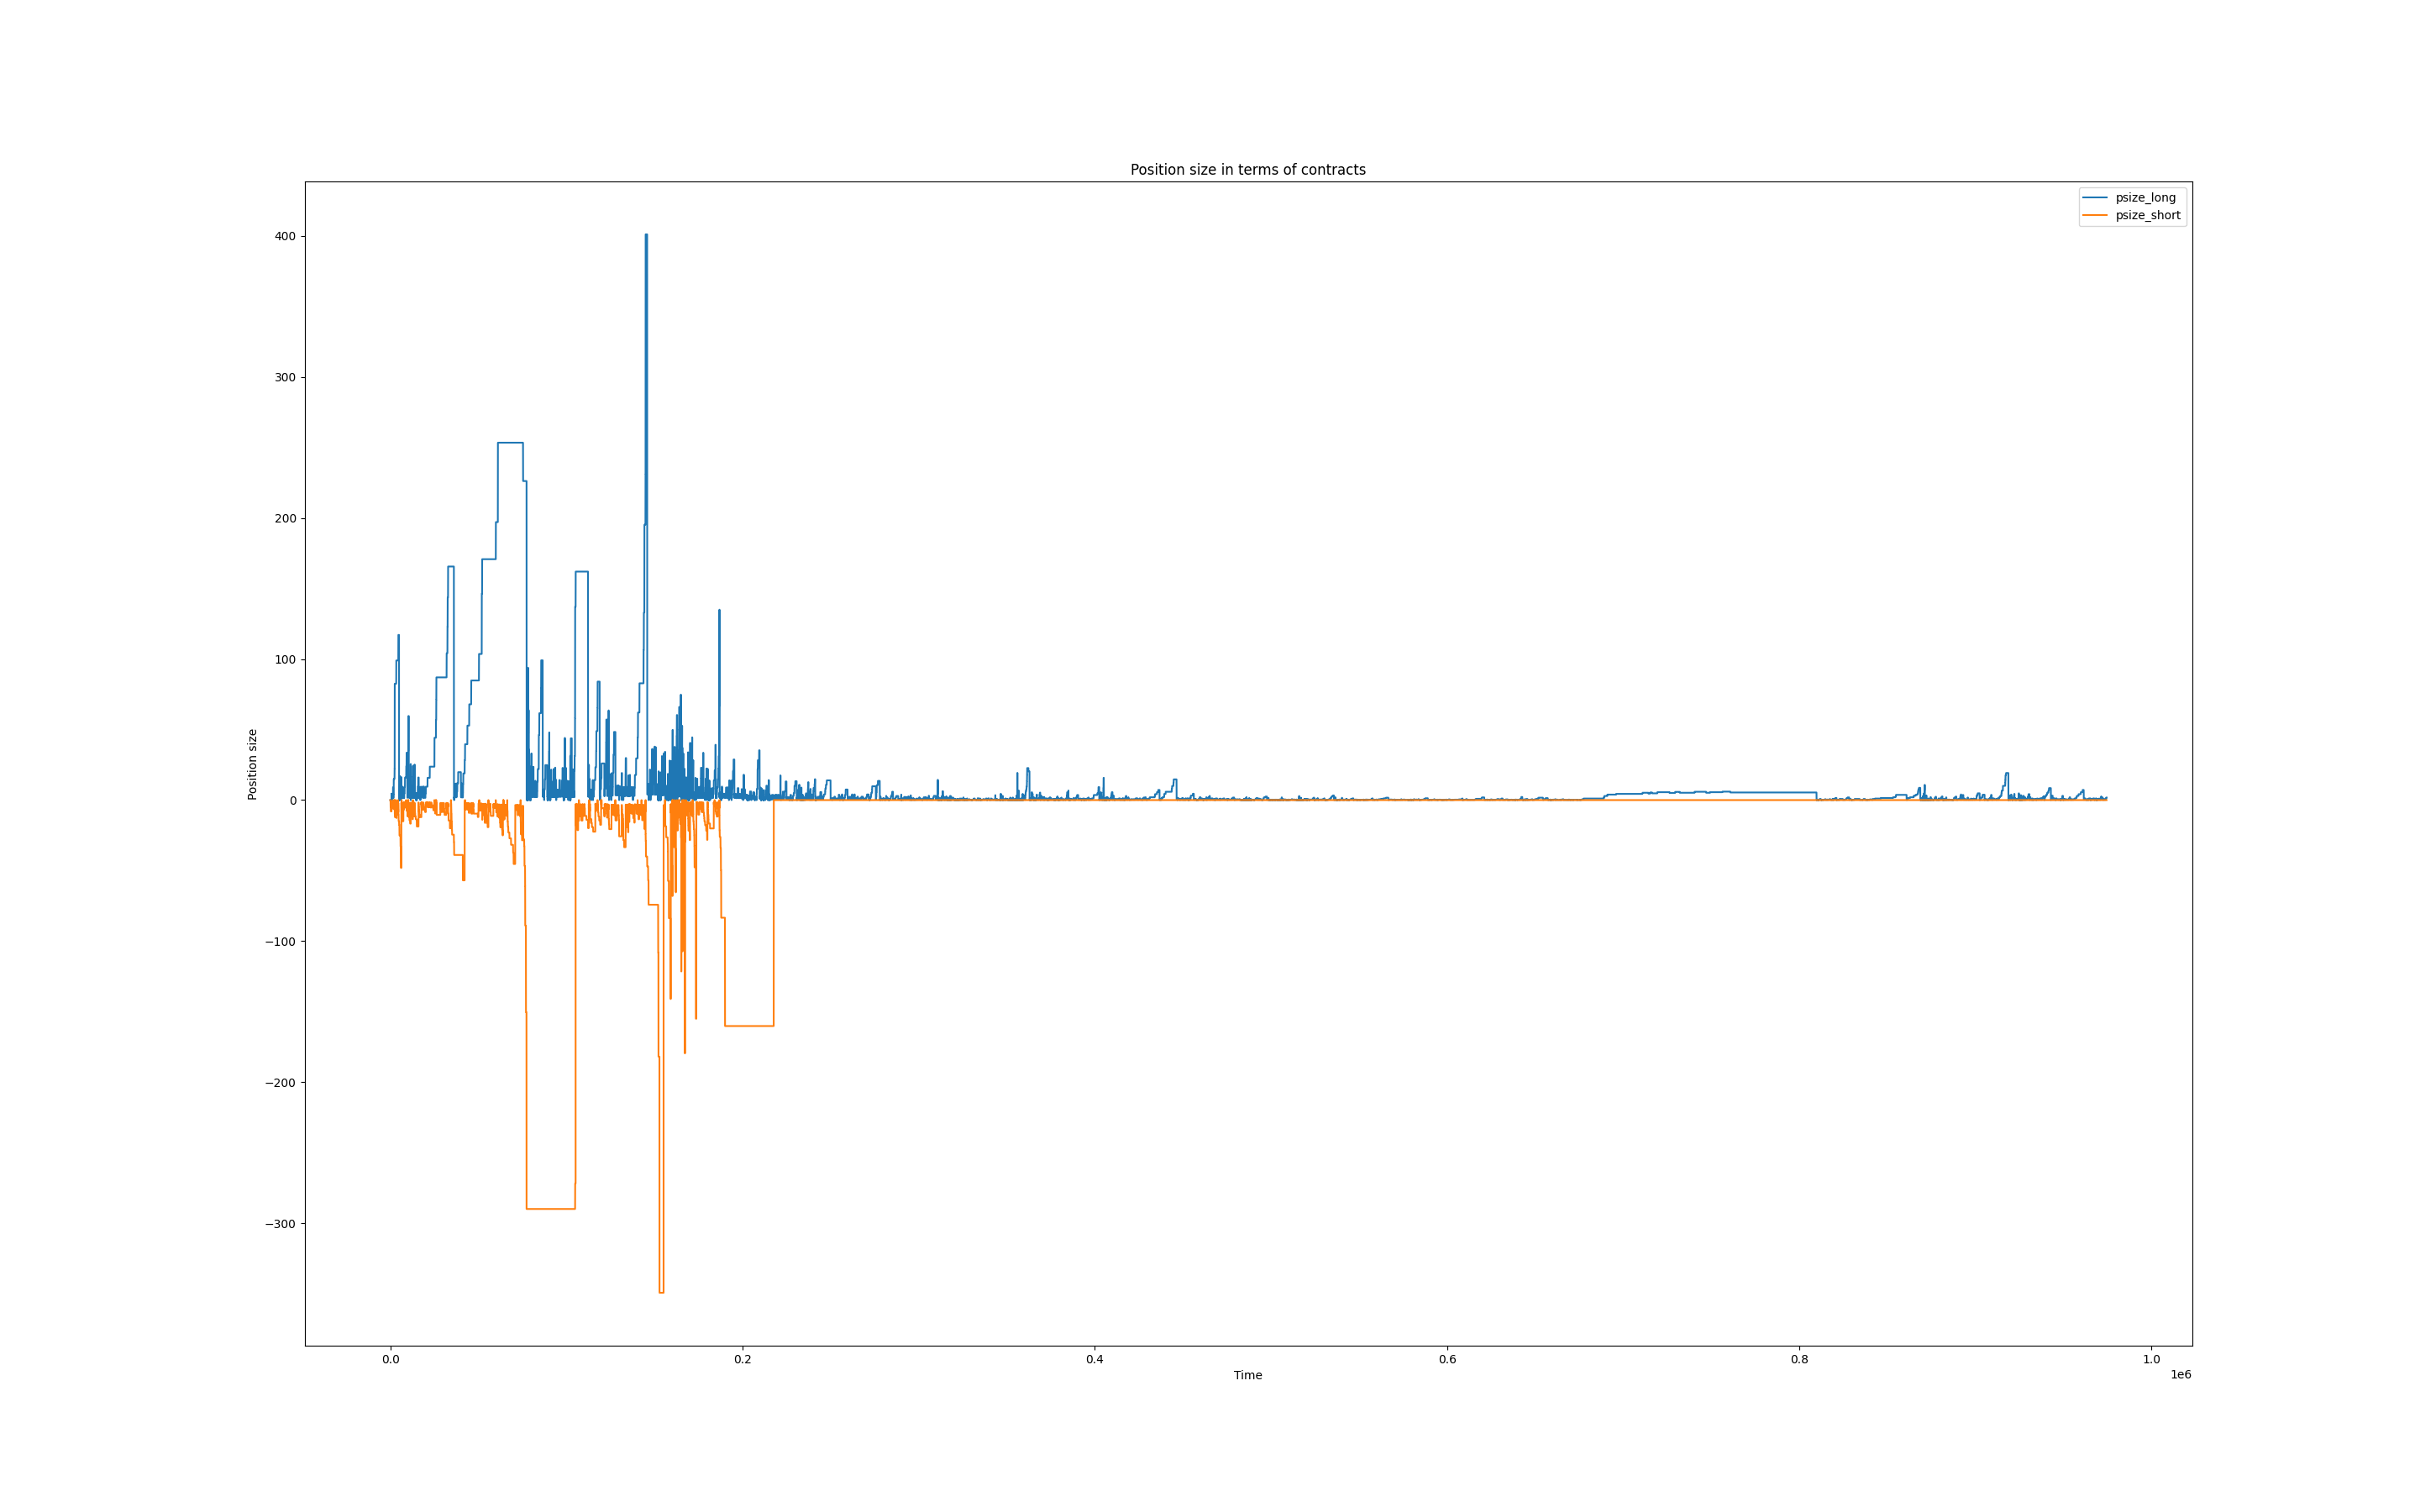 Position size in terms of contracts
psize_long
psize_short
400
300
200
100
0
−100
−200
−300
Position size
0.0
0.2
0.4
0.6
0.8
1.0
1e6
Time